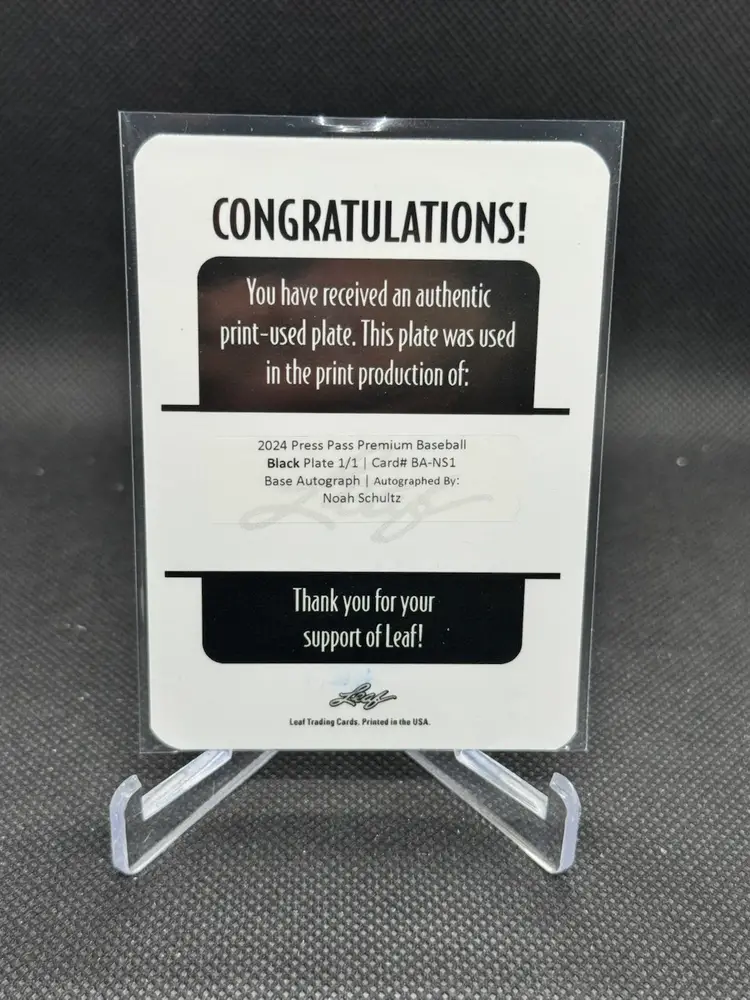 CONGRATULATIONS!
You have received an authentic
print-used plate. This plate was used
in the print production of:
2024 Press Pass Premium Baseball
Black Plate 1/1 | Card# BA-NS1
Base Autograph | Autographed By:
Noah Schultz
Leaf
Thank you for your
support of Leaf!
Leaf
Leaf Trading Cards. Printed in the USA.